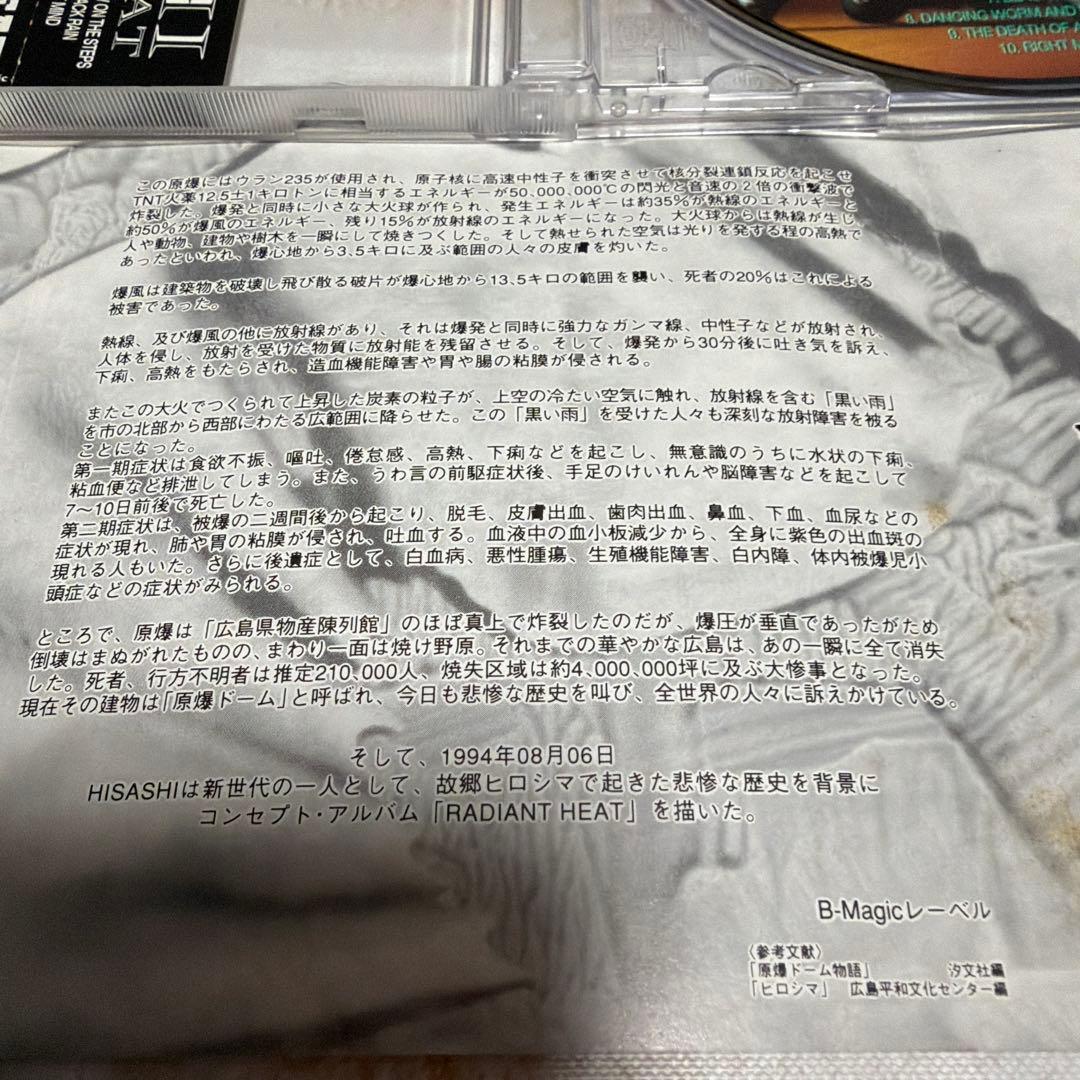 HI
AT
ON THE STEPS
BACK PAIN
MIND
8. DANCING WORM AND
9. THE DEATH OF A
10. RIGHT M
この原爆にはウラン235が使用され、原子核に高速中性子を衝突させて核分裂連鎖反応を起こせ
TNT火薬12,5±1キロトンに相当するエネルギーが50,000,000℃の閃光と音速の2倍の衝撃波で
炸裂した。爆発と同時に小さな大火球が作られ、発生エネルギーは約35%が熱線のエネルギーと
約50%が爆風のエネルギー、残り15%が放射線のエネルギーになった。大火球からは熱線が生じ
人や動物、建物や樹木を一瞬にして焼きつくした。そして熱せられた空気は光りを発する程の高熱で
あったといわれ、爆心地から3,5キロに及ぶ範囲の人々の皮膚を灼いた。
爆風は建築物を破壊し飛び散る破片が爆心地から13,5キロの範囲を襲い、死者の20%はこれによる
被害であった。
熱線、及び爆風の他に放射線があり、それは爆発と同時に強力なガンマ線、中性子などが放射され、
人体を侵し、放射を受けた物質に放射能を残留させる。そして、爆発から30分後に吐き気を訴え、
下痢、高熱をもたらされ、造血機能障害や胃や腸の粘膜が侵される。
またこの大火でつくられて上昇した炭素の粒子が、上空の冷たい空気に触れ、放射線を含む「黒い雨」
を市の北部から西部にわたる広範囲に降らせた。この「黒い雨」を受けた人々も深刻な放射障害を被る
ことになった。
第一期症状は食欲不振、嘔吐、倦怠感、高熱、下痢などを起こし、無意識のうちに水状の下痢、
粘血便など排泄してしまう。また、うわ言の前駆症状後、手足のけいれんや脳障害などを起こして
7〜10日前後で死亡した。
第二期症状は、被爆の二週間後から起こり、脱毛、皮膚出血、歯肉出血、鼻血、下血、血尿などの
症状が現れ、肺や胃の粘膜が侵され、吐血する。血液中の血小板減少から、全身に紫色の出血斑の
現れる人もいた。さらに後遺症として、白血病、悪性腫瘍、生殖機能障害、白内障、体内被爆児小
頭症などの症状がみられる。
ところで、原爆は「広島県物産陳列館」のほぼ真上で炸裂したのだが、爆圧が垂直であったがため
倒壊はまぬがれたものの、まわり一面は焼け野原。それまでの華やかな広島は、あの一瞬に全て消失
した。死者、行方不明者は推定210,000人、焼失区域は約4,000,000坪に及ぶ大惨事となった。
現在その建物は「原爆ドーム」と呼ばれ、今日も悲惨な歴史を叫び、全世界の人々に訴えかけている。
そして、1994年08月06日
HISASHIは新世代の一人として、故郷ヒロシマで起きた悲惨な歴史を背景に
コンセプト・アルバム「RADIANT HEAT」を描いた。
B-Magicレーベル
〈参考文献〉
「原爆ドーム物語」 汐文社編
「ヒロシマ」 広島平和文化センター編